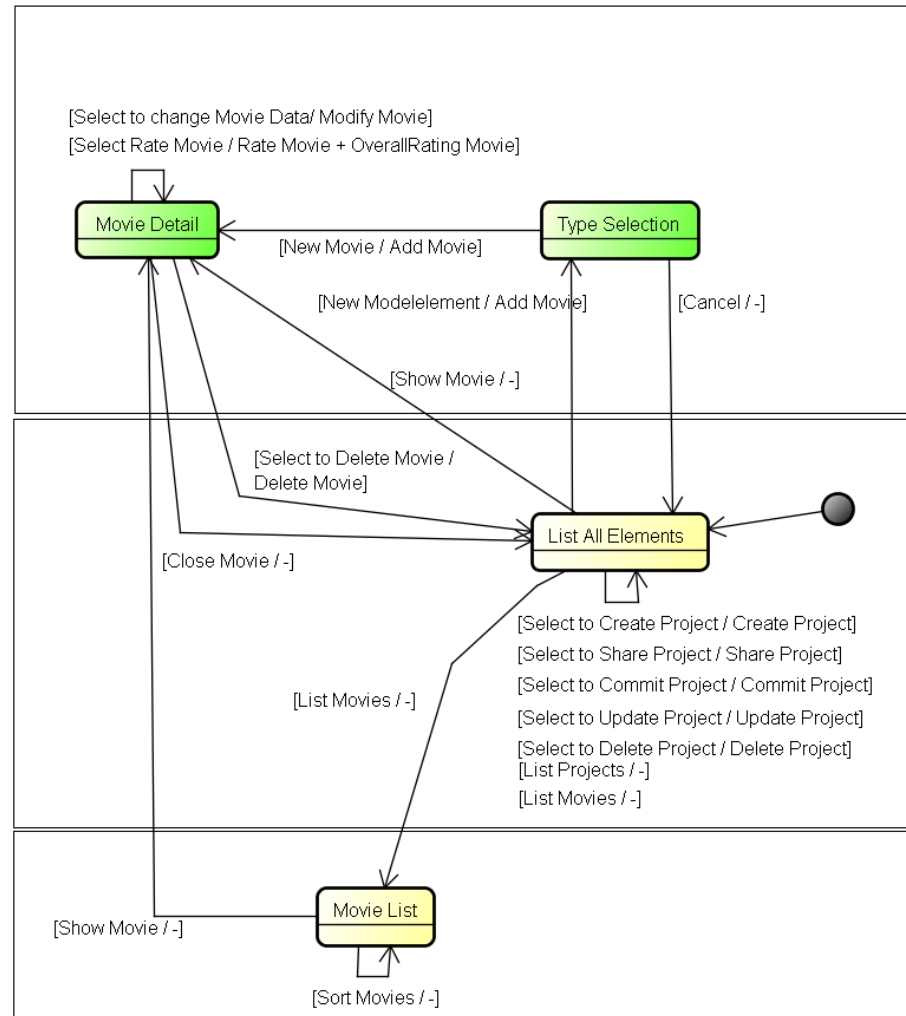 [Select to change Movie Data/ Modify Movie]
[Select Rate Movie / Rate Movie + OverallRating Movie]
Movie Detail
Type Selection
[New Movie / Add Movie]
[New Modelelement / Add Movie]
[Cancel / -]
[Show Movie / -]
[Select to Delete Movie /
Delete Movie]
List All Elements
[Close Movie / -]
[Select to Create Project / Create Project]
[Select to Share Project / Share Project]
[Select to Commit Project / Commit Project]
[List Movies / -]
[Select to Update Project / Update Project]
[Select to Delete Project / Delete Project]
[List Projects / -]
[List Movies / -]
Movie List
[Show Movie / -]
[Sort Movies / -]